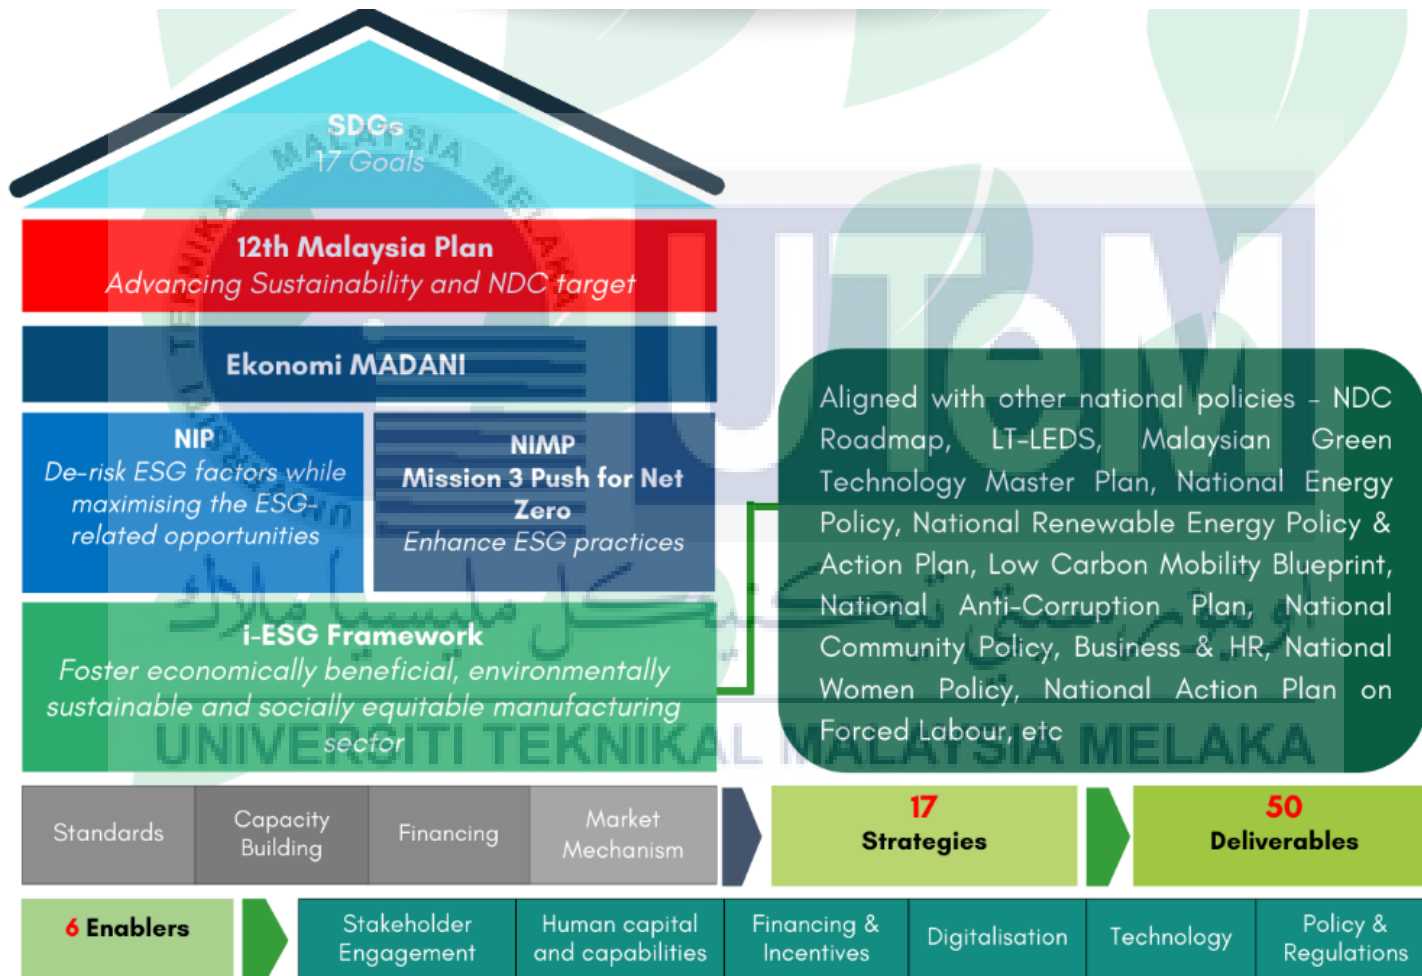 SDGs
17 Goals
12th Malaysia Plan
Advancing Sustainability and NDC target
Ekonomi MADANI
NIP
De-risk ESG factors while
maximising the ESG-
related opportunities
NIMP
Mission 3 Push for Net
Zero
Enhance ESG practices
i-ESG Framework
Foster economically beneficial, environmentally
sustainable and socially equitable manufacturing
sector
Aligned with other national policies - NDC
Roadmap, LT-LEDS, Malaysian Green
Technology Master Plan, National Energy
Policy, National Renewable Energy Policy &
Action Plan, Low Carbon Mobility Blueprint,
National Anti-Corruption Plan, National
Community Policy, Business & HR, National
Women Policy, National Action Plan on
Forced Labour, etc
Standards
Capacity
Building
Financing
Market
Mechanism
17
Strategies
50
Deliverables
6 Enablers
Stakeholder
Engagement
Human capital
and capabilities
Financing &
Incentives
Digitalisation
Technology
Policy &
Regulations
UTeM
اونيۏرسيتي تيكنيكل مليسيا ملاك
UNIVERSITI TEKNIKAL MALAYSIA MELAKA